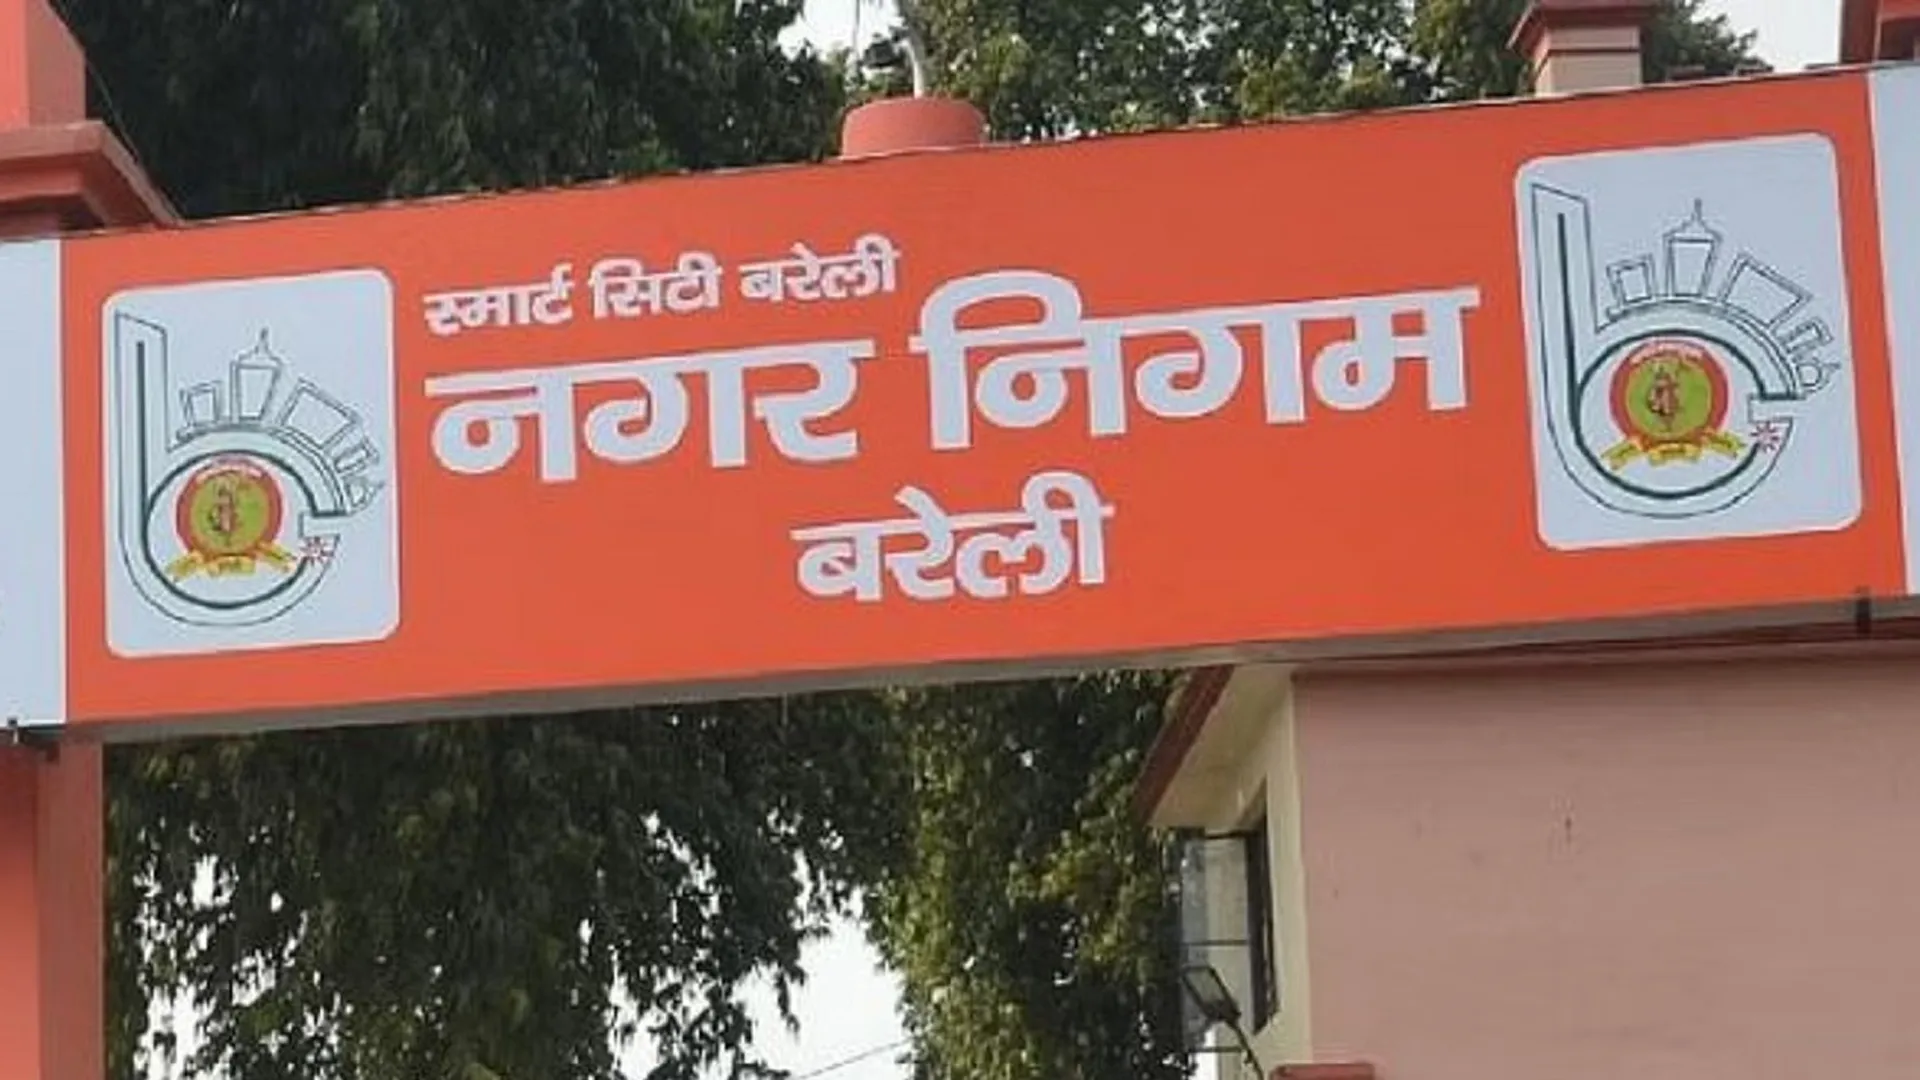 स्मार्ट सिटी बरेली
नगर निगम
बरेली